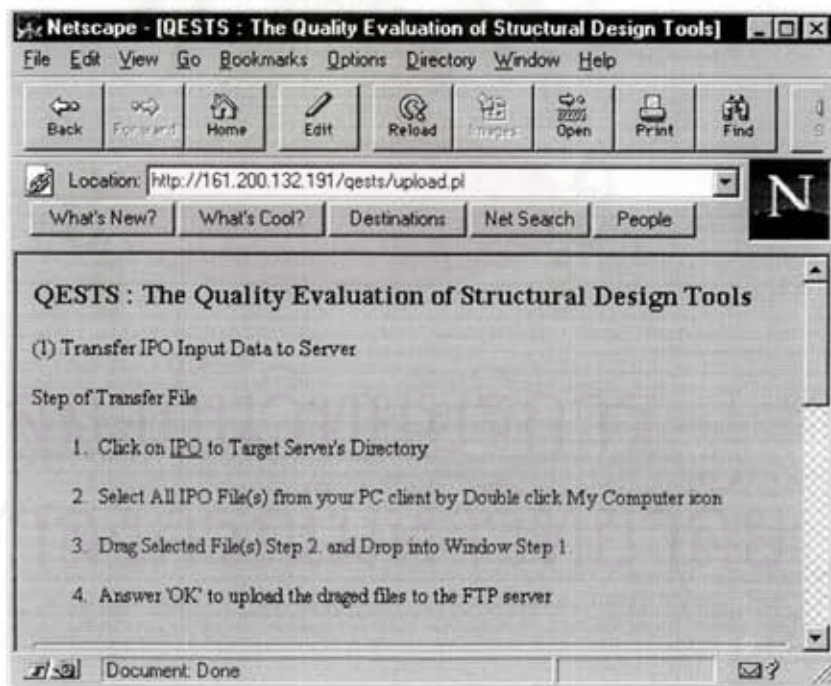 Netscape - [QESTS : The Quality Evaluation of Structural Design Tools]
File Edit View Go Bookmarks Options Directory Window Help
Back Forward Home Edit Reload Images Open Print Find
Location: http://161.200.132.191/qests/upload.pl
N
What's New? What's Cool? Destinations Net Search People
QESTS : The Quality Evaluation of Structural Design Tools
(1) Transfer IPO Input Data to Server
Step of Transfer File
1. Click on IPO to Target Server's Directory
2. Select All IPO File(s) from your PC client by Double click My Computer icon
3. Drag Selected File(s) Step 2. and Drop into Window Step 1.
4. Answer 'OK' to upload the draged files to the FTP server
Document: Done